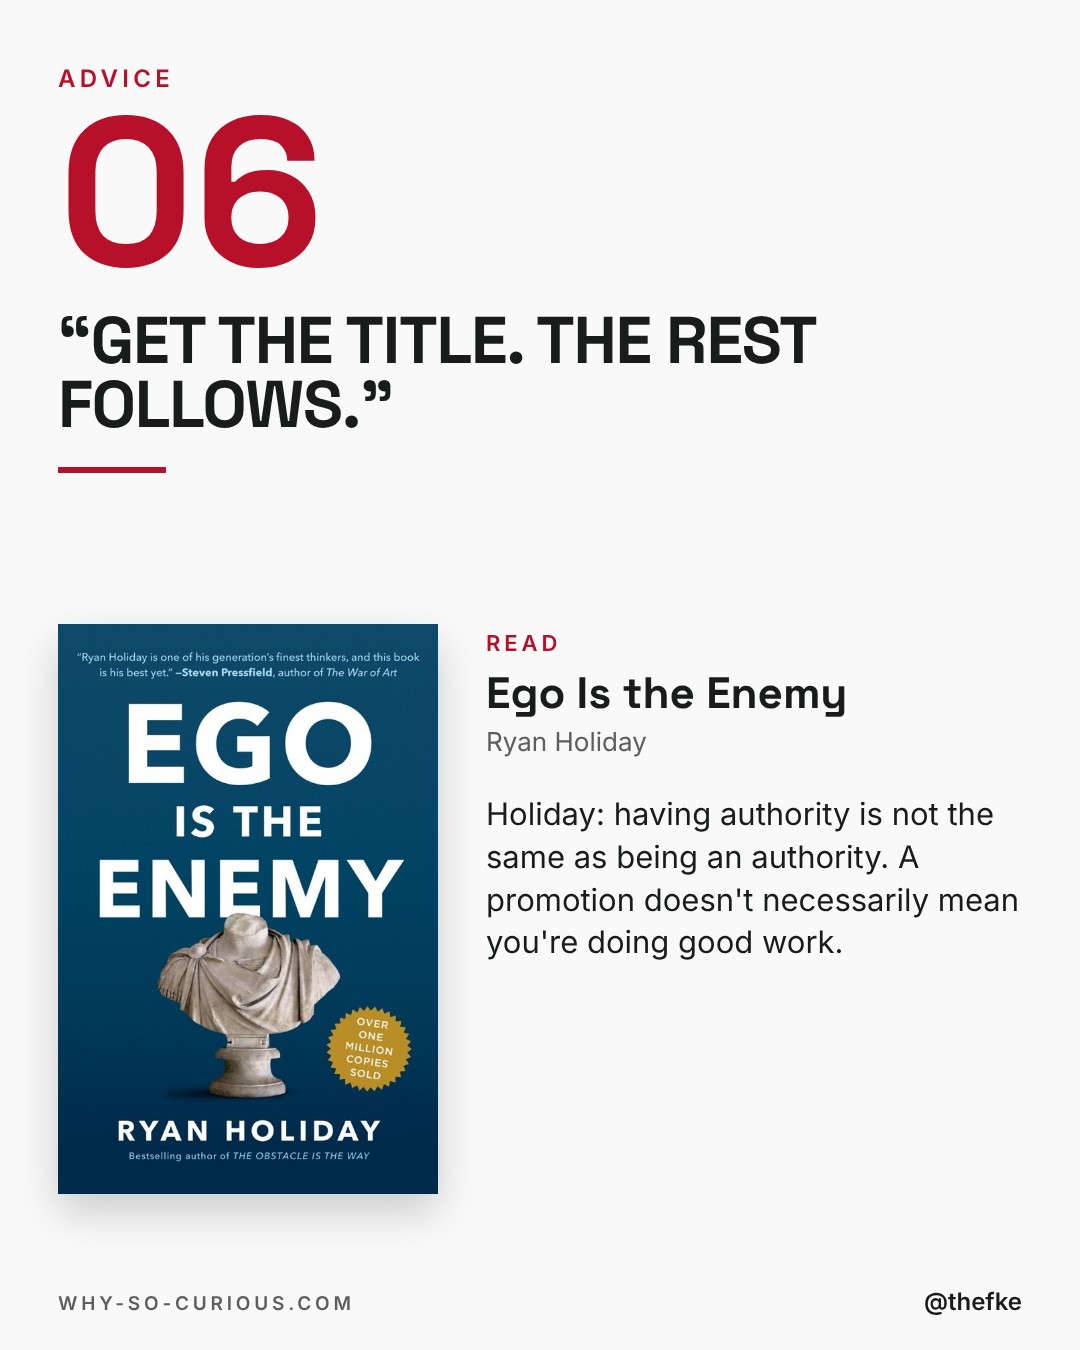 ADVICE
06
“GET THE TITLE. THE REST
FOLLOWS.”
“Ryan Holiday is one of his generation’s finest thinkers, and this book
is his best yet.” —Steven Pressfield, author of The War of Art
EGO
IS THE
ENEMY
OVER
ONE
MILLION
COPIES
SOLD
RYAN HOLIDAY
Bestselling author of THE OBSTACLE IS THE WAY
READ
Ego Is the Enemy
Ryan Holiday
Holiday: having authority is not the
same as being an authority. A
promotion doesn't necessarily mean
you're doing good work.
WHY-SO-CURIOUS.COM
@thefke